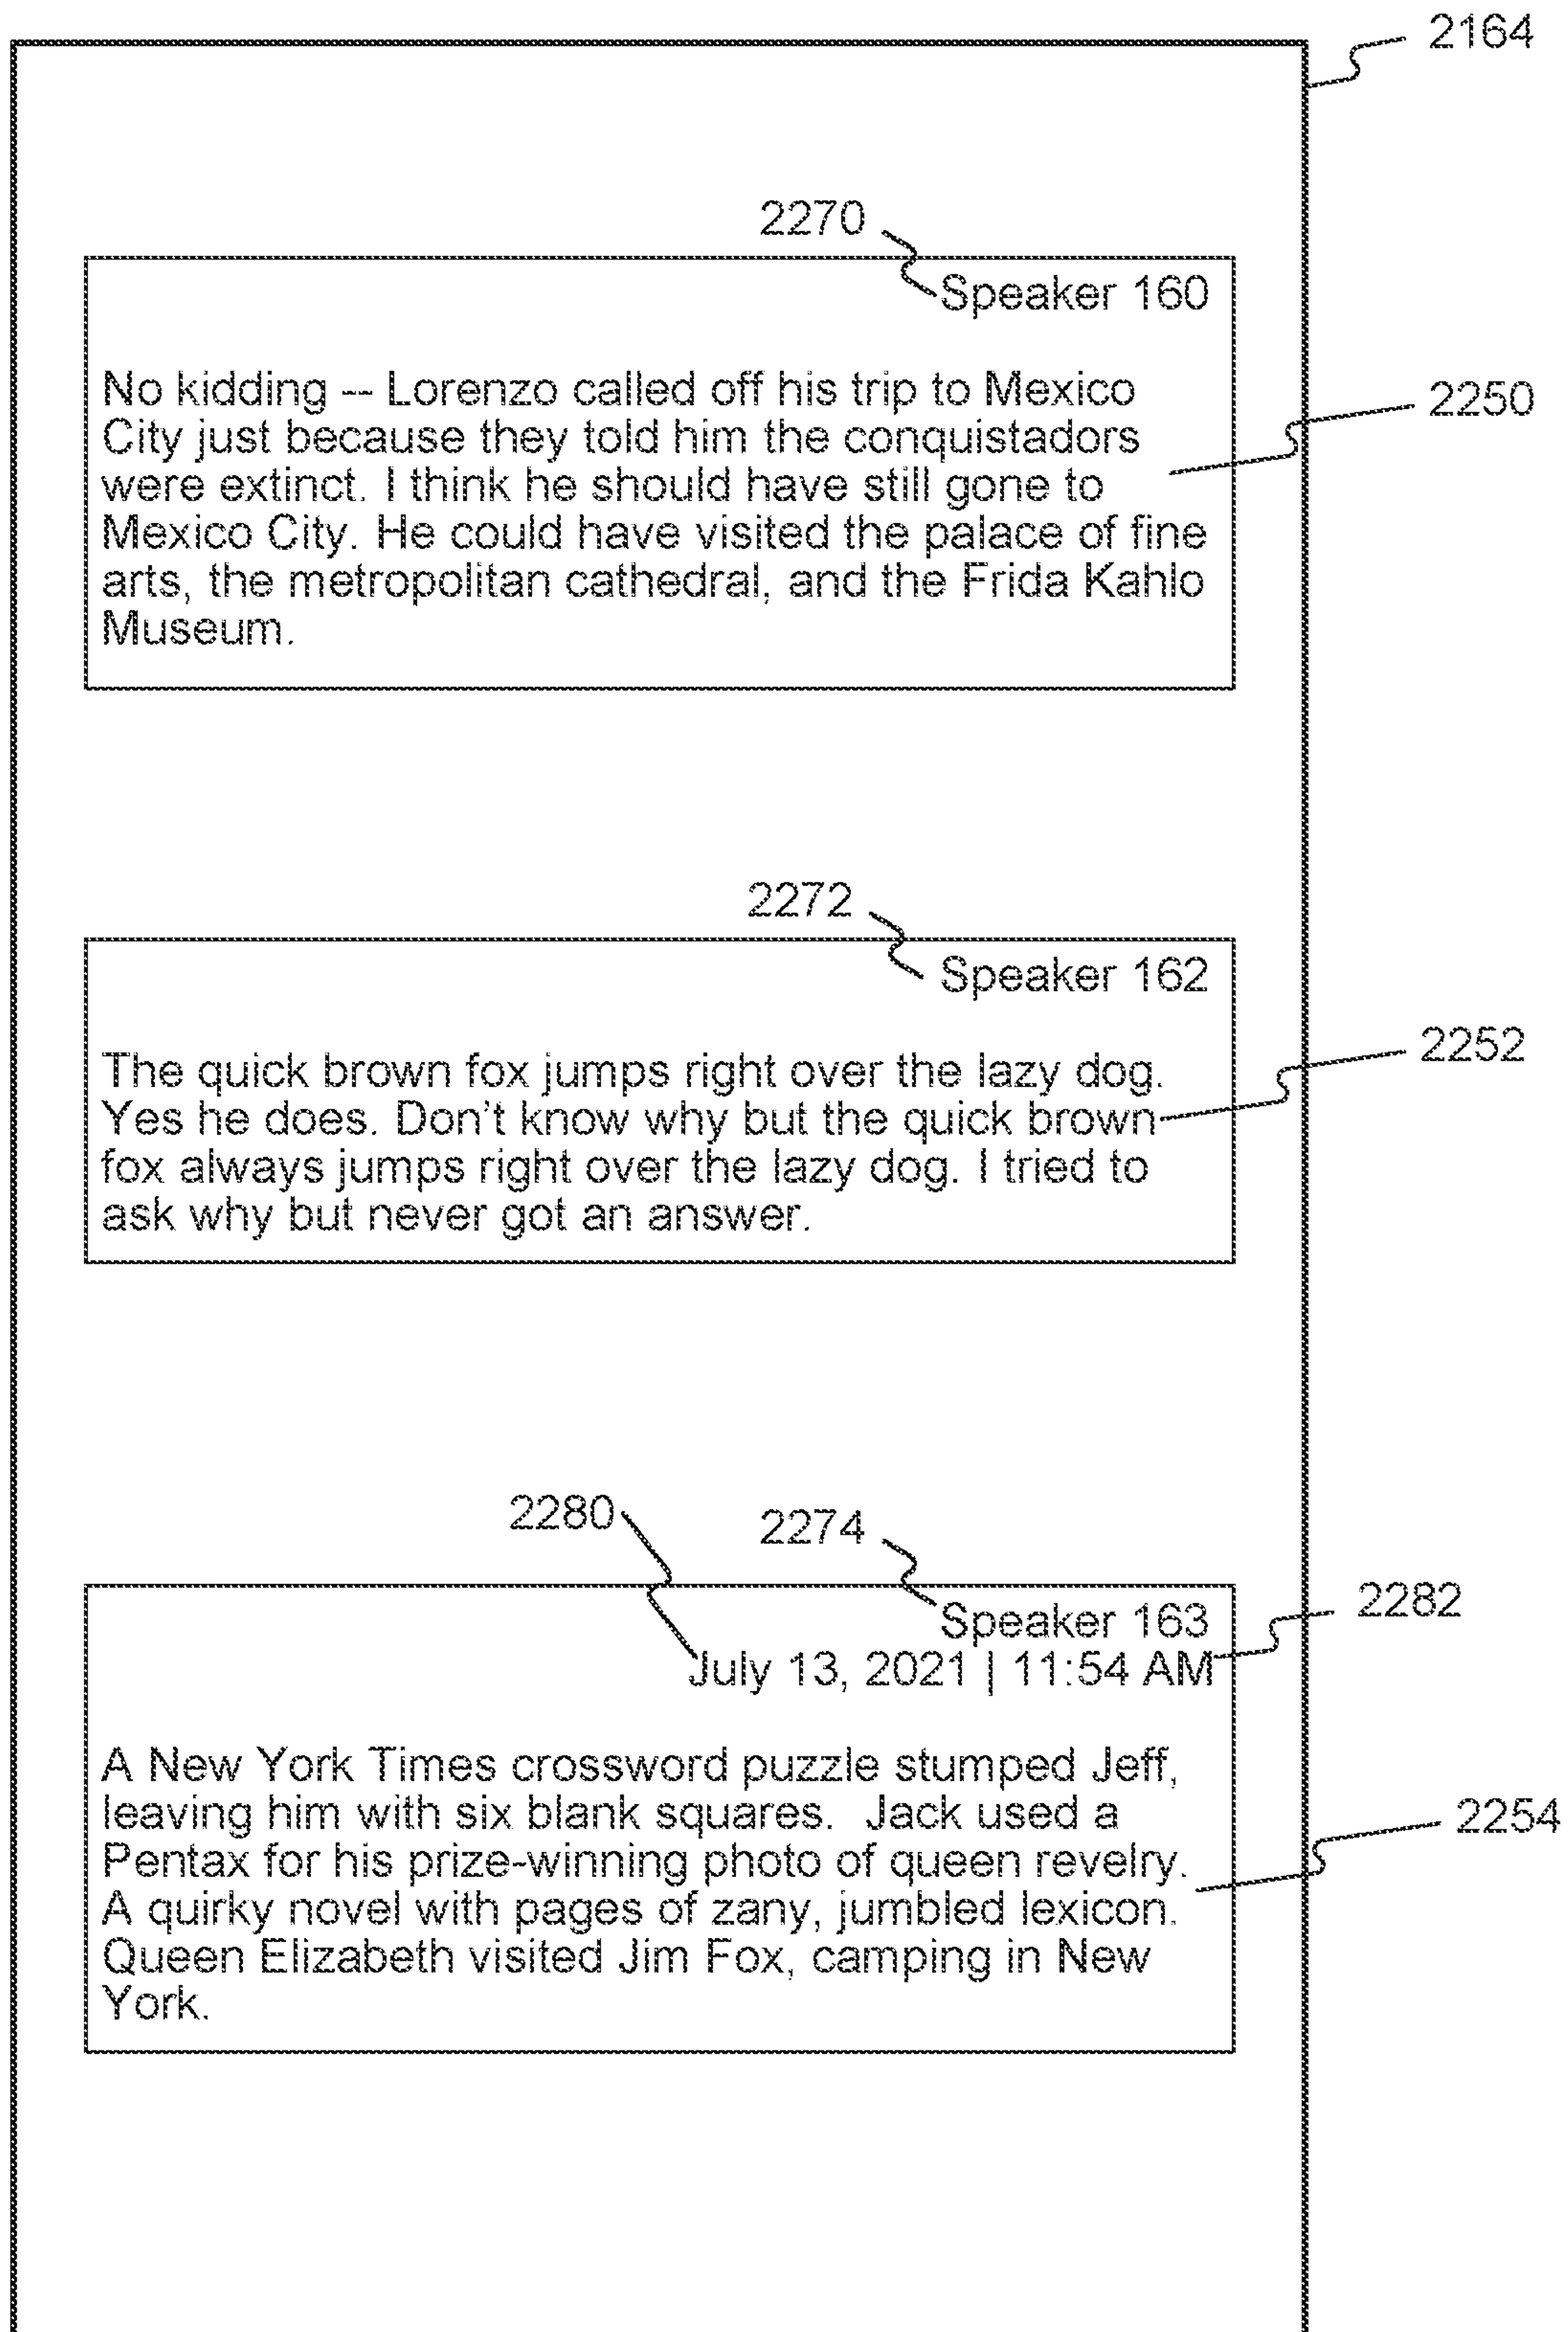 2164
2270
Speaker 160
No kidding -- Lorenzo called off his trip to Mexico
City just because they told him the conquistadors
were extinct. I think he should have still gone to
Mexico City. He could have visited the palace of fine
arts, the metropolitan cathedral, and the Frida Kahlo
Museum.
2250
2272
Speaker 162
The quick brown fox jumps right over the lazy dog.
Yes he does. Don't know why but the quick brown
fox always jumps right over the lazy dog. I tried to
ask why but never got an answer.
2252
2280
2274
Speaker 163
July 13, 2021 | 11:54 AM
2282
A New York Times crossword puzzle stumped Jeff,
leaving him with six blank squares.  Jack used a
Pentax for his prize-winning photo of queen revelry.
A quirky novel with pages of zany, jumbled lexicon.
Queen Elizabeth visited Jim Fox, camping in New
York.
2254